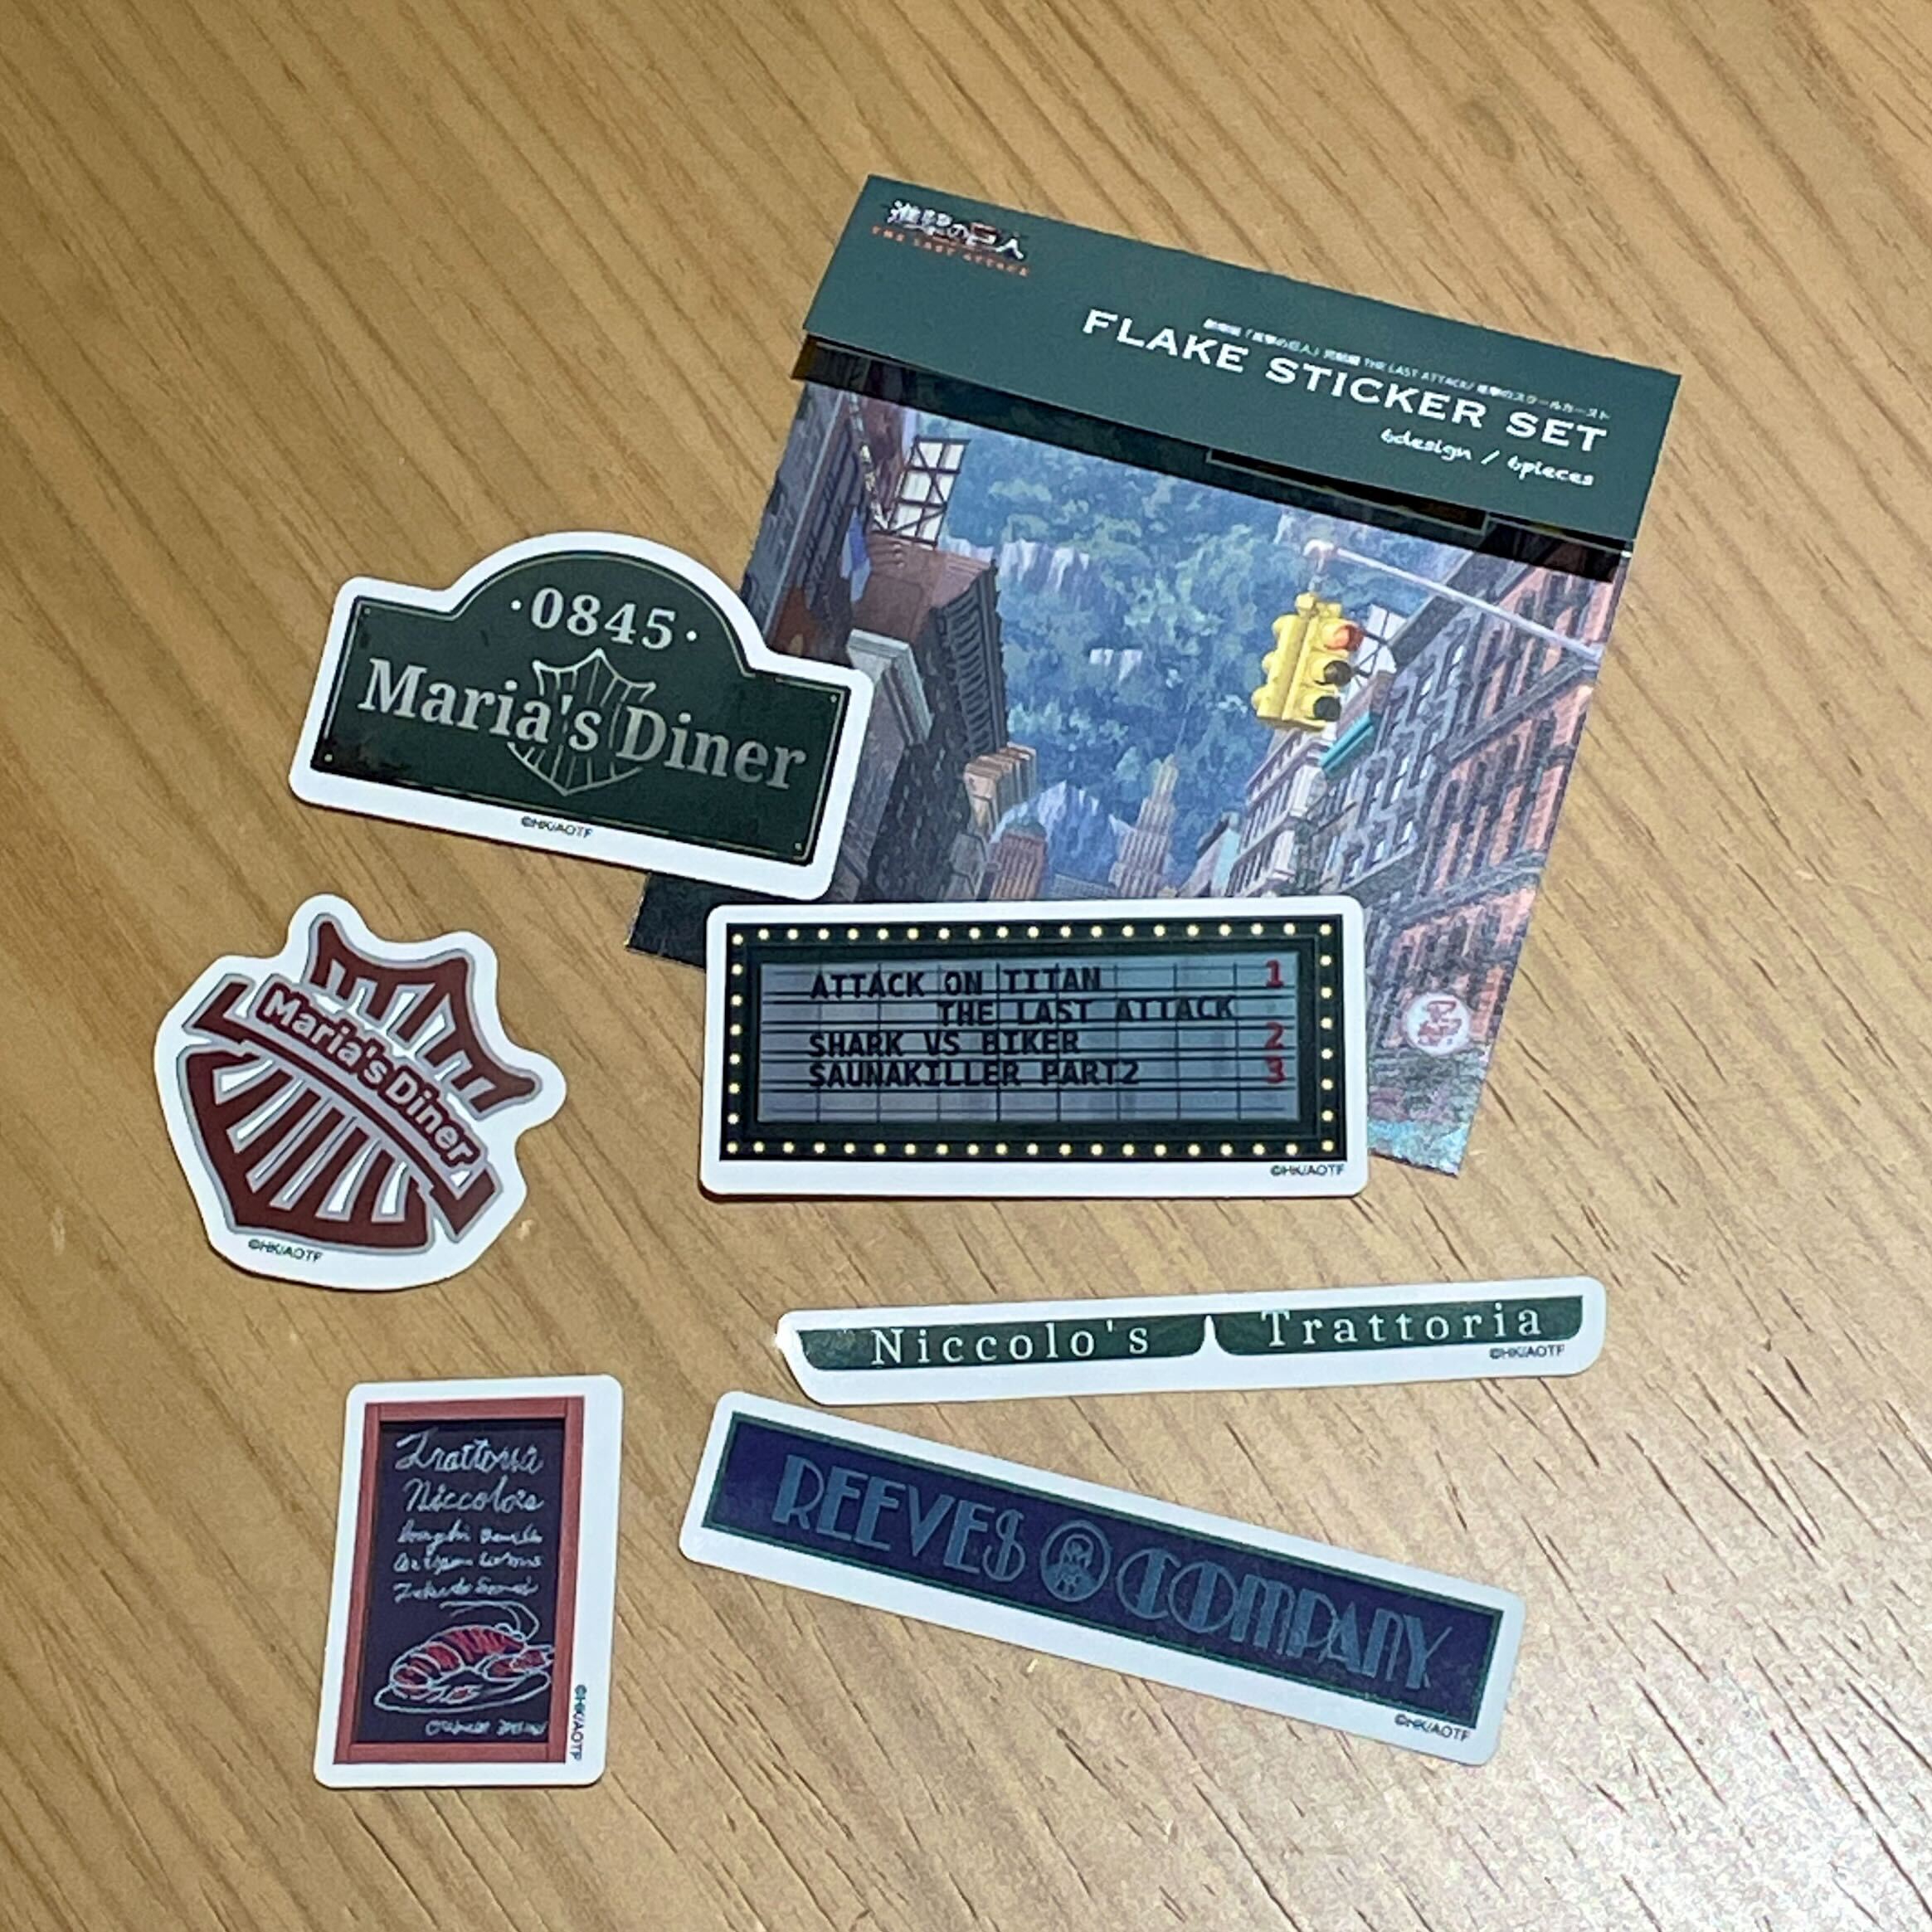 進撃の巨人
THE LAST ATTACK
劇場版「進撃の巨人」完結編 THE LAST ATTACK/ 進撃のスクールカースト
FLAKE STICKER SET
6design / 6pieces
·0845·
Maria's Diner
©HK/AOTF
Maria's Diner
©HK/AOTF
ATTACK ON TITAN 1
THE LAST ATTACK
SHARK VS BIKER 2
SAUNAKILLER PART2 3
©HK/AOTF
Niccolo's Trattoria
©HK/AOTF
Trattoria
Niccolo's
©HK/AOTF
REEVES COMPANY
©HK/AOTF